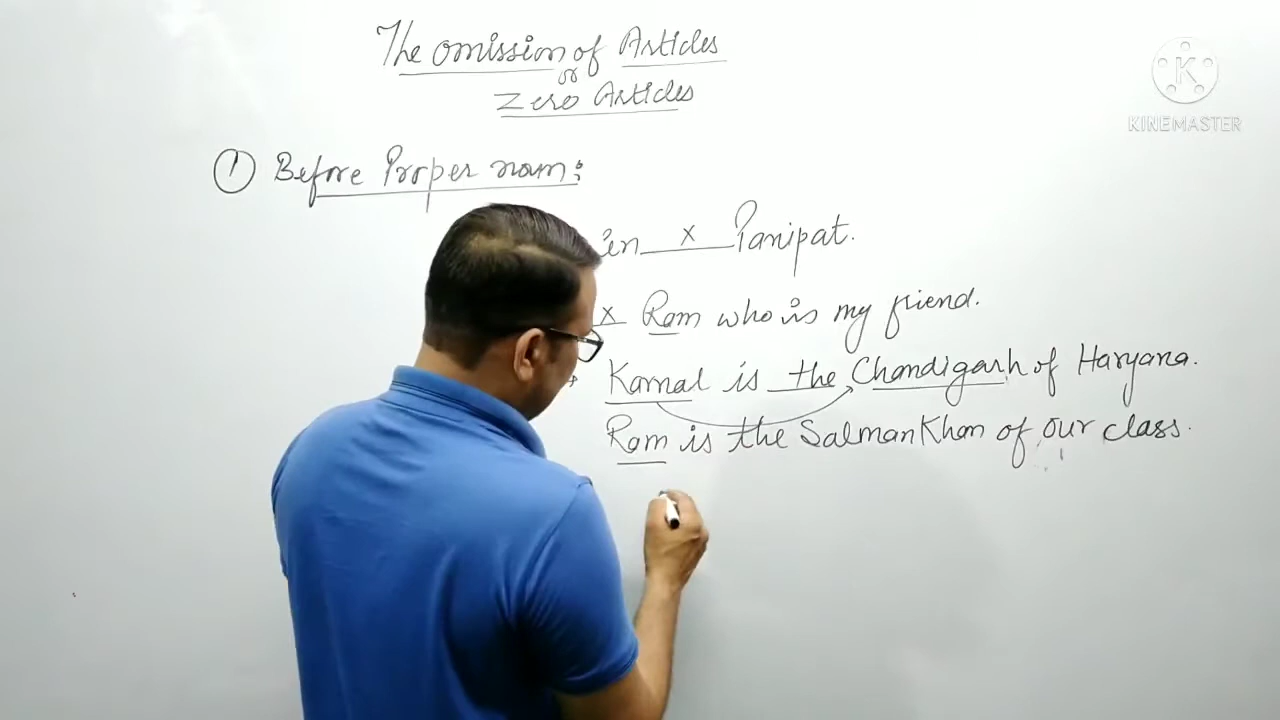 The omission of Articles
or
Zero Articles
① Before Proper noun:
in x Panipat.
x Ram who is my friend.
Karnal is the Chandigarh of Haryana.
Ram is the Salman Khan of our class.
K
KINEMASTER